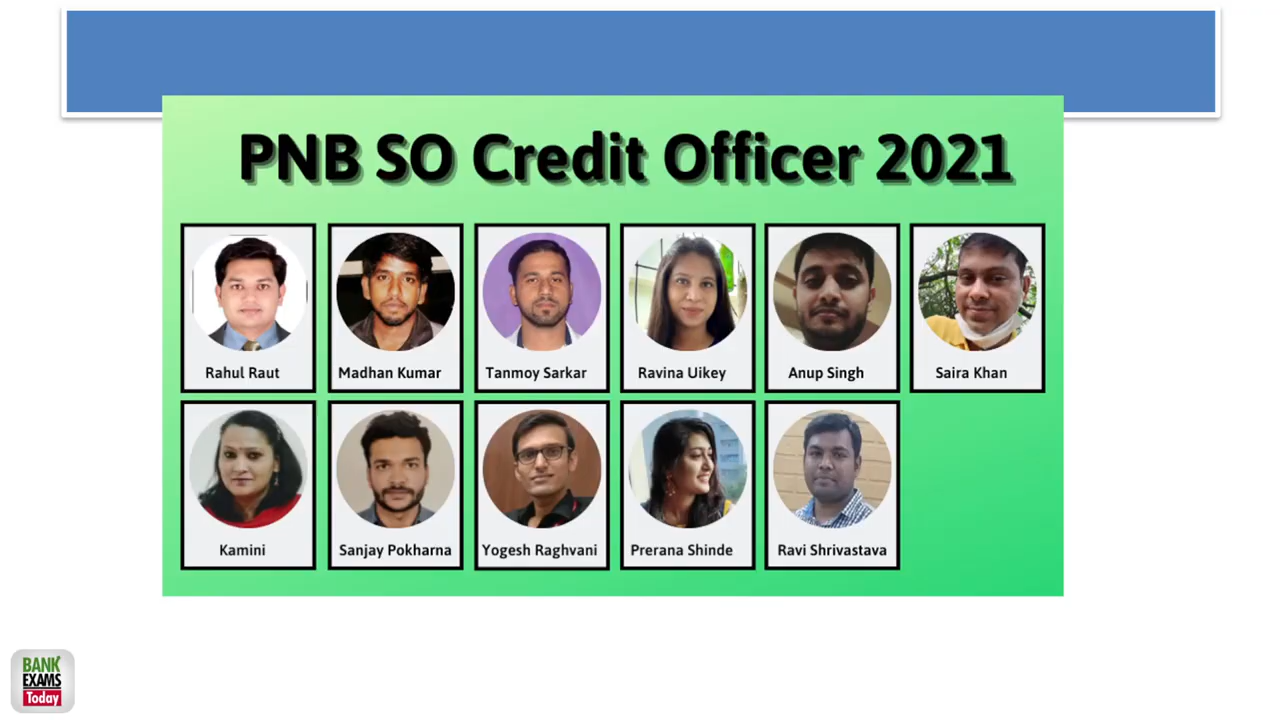 PNB SO Credit Officer 2021
Rahul Raut
Madhan Kumar
Tanmoy Sarkar
Ravina Uikey
Anup Singh
Saira Khan
Kamini
Sanjay Pokharna
Yogesh Raghvani
Prerana Shinde
Ravi Shrivastava
BANK
EXAMS
Today